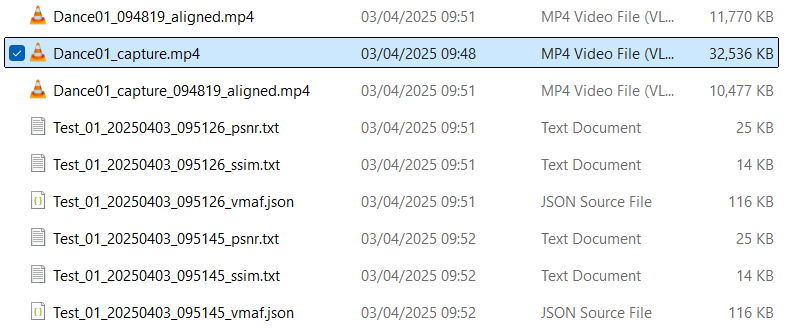 Dance01_094819_aligned.mp4 03/04/2025 09:51 MP4 Video File (VL... 11,770 KB
Dance01_capture.mp4 03/04/2025 09:48 MP4 Video File (VL... 32,536 KB
Dance01_capture_094819_aligned.mp4 03/04/2025 09:51 MP4 Video File (VL... 10,477 KB
Test_01_20250403_095126_psnr.txt 03/04/2025 09:51 Text Document 25 KB
Test_01_20250403_095126_ssim.txt 03/04/2025 09:51 Text Document 14 KB
Test_01_20250403_095126_vmaf.json 03/04/2025 09:51 JSON Source File 116 KB
Test_01_20250403_095145_psnr.txt 03/04/2025 09:52 Text Document 25 KB
Test_01_20250403_095145_ssim.txt 03/04/2025 09:52 Text Document 14 KB
Test_01_20250403_095145_vmaf.json 03/04/2025 09:52 JSON Source File 116 KB